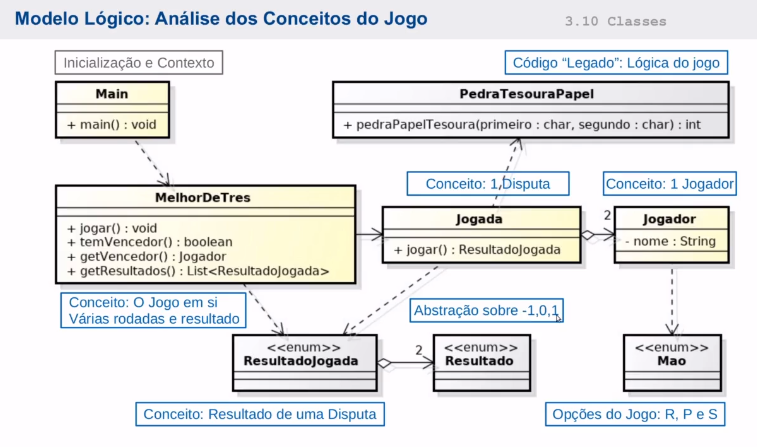 Modelo Lógico: Análise dos Conceitos do Jogo
3.10 Classes
Inicialização e Contexto
Código “Legado”: Lógica do jogo
Main
+ main() : void
PedraTesouraPapel
+ pedraPapelTesoura(primeiro : char, segundo : char) : int
Conceito: 1 Disputa
Conceito: 1 Jogador
MelhorDeTres
+ jogar() : void
+ temVencedor() : boolean
+ getVencedor() : Jogador
+ getResultados() : List<ResultadoJogada>
Jogada
+ jogar() : ResultadoJogada
2
Jogador
- nome : String
Conceito: O Jogo em si
Várias rodadas e resultado
Abstração sobre -1,0,1
<<enum>>
ResultadoJogada
2
<<enum>>
Resultado
<<enum>>
Mao
Conceito: Resultado de uma Disputa
Opções do Jogo: R, P e S